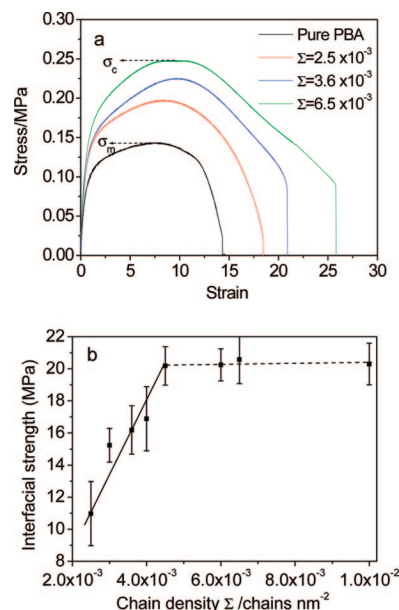 a
Pure PBA
Σ=2.5 x10⁻³
Σ=3.6 x10⁻³
Σ=6.5 x10⁻³
σc
σm
Stress/MPa
0.30
0.25
0.20
0.15
0.10
0.05
0.00
0 5 10 15 20 25 30
Strain
b
Interfacial strength (MPa)
22
20
18
16
14
12
10
8
2.0x10⁻³ 4.0x10⁻³ 6.0x10⁻³ 8.0x10⁻³ 1.0x10⁻²
Chain density Σ /chains nm⁻²